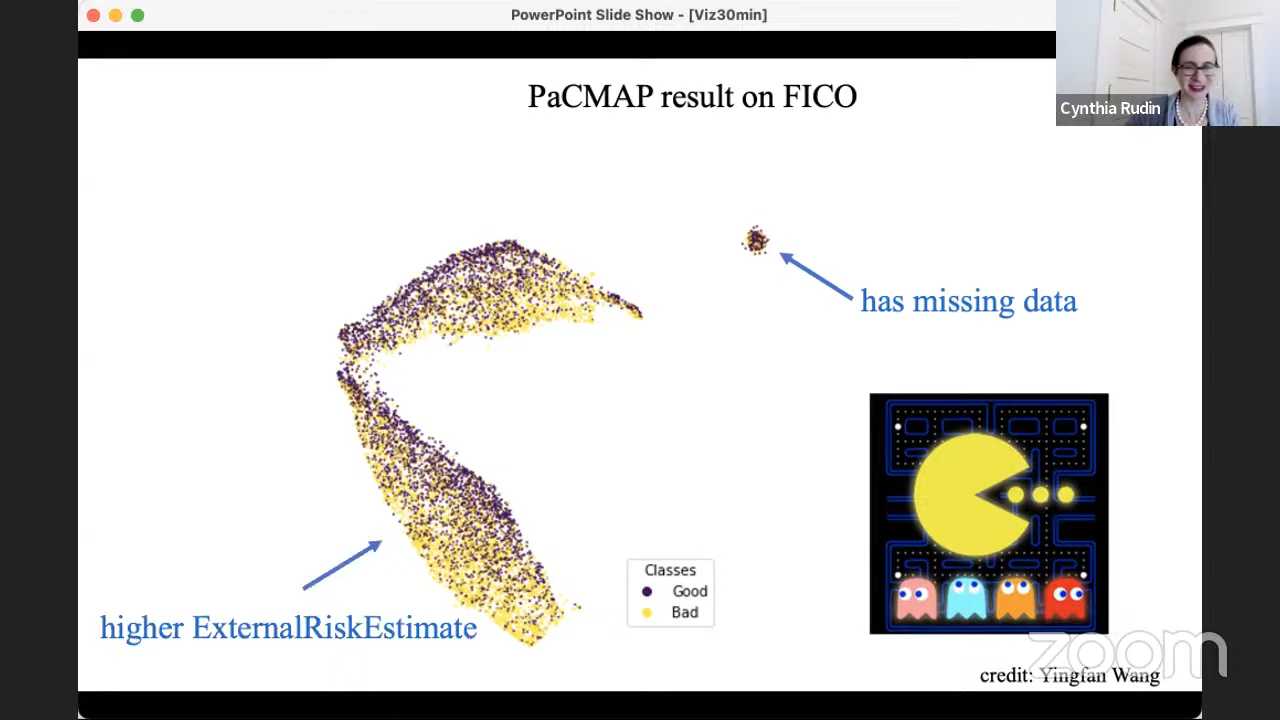 PowerPoint Slide Show - [Viz30min]
PaCMAP result on FICO
Cynthia Rudin
has missing data
Classes
Good
Bad
higher ExternalRiskEstimate
zoom
credit: Yingfan Wang